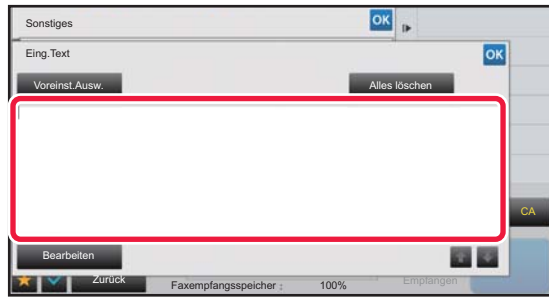 Sonstiges
OK
Eing.Text
OK
Voreinst.Ausw.
Alles löschen
CA
Bearbeiten
Zurück
Faxempfangsspeicher : 100%
Empfangen